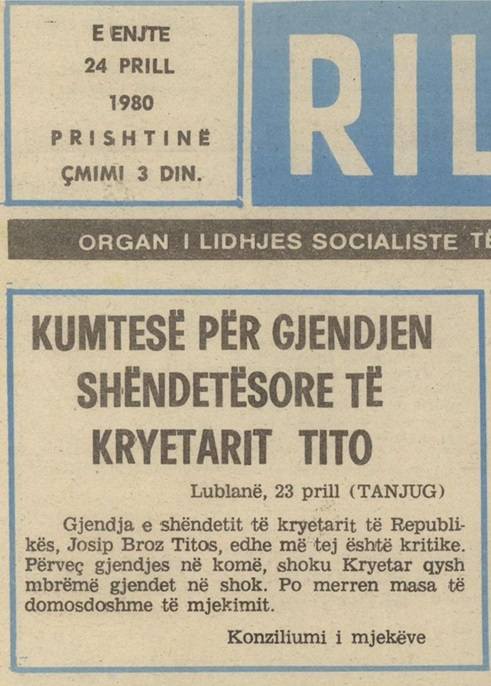 E ENJTE
24 PRILL
1980
PRISHTINË
ÇMIMI 3 DIN.
RIL
ORGAN I LIDHJES SOCIALISTE TË
KUMTESË PËR GJENDJEN
SHËNDETËSORE TË
KRYETARIT TITO
Lublanë, 23 prill (TANJUG)
Gjendja e shëndetit të kryetarit të Republi-
kës, Josip Broz Titos, edhe më tej është kritike.
Përveç gjendjes në komë, shoku Kryetar qysh
mbrëmë gjendet në shok. Po merren masa të
domosdoshme të mjekimit.
Konziliumi i mjekëve